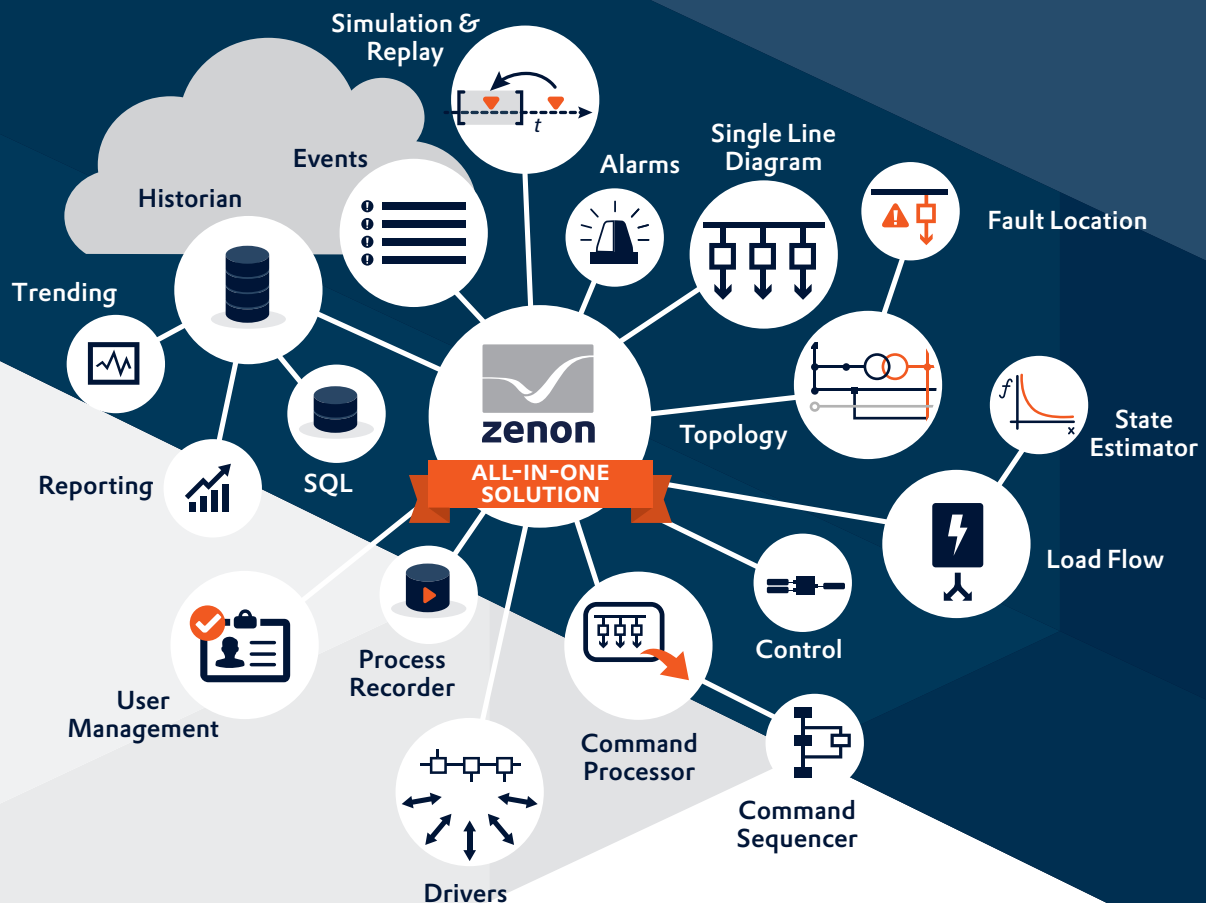 Simulation &
Replay
t
Single Line
Diagram
Events
Alarms
Historian
Fault Location
Trending
f
x
zenon
Topology
State
Estimator
ALL-IN-ONE
SOLUTION
Reporting
SQL
Load Flow
Control
Process
Recorder
User
Management
Command
Processor
Command
Sequencer
Drivers